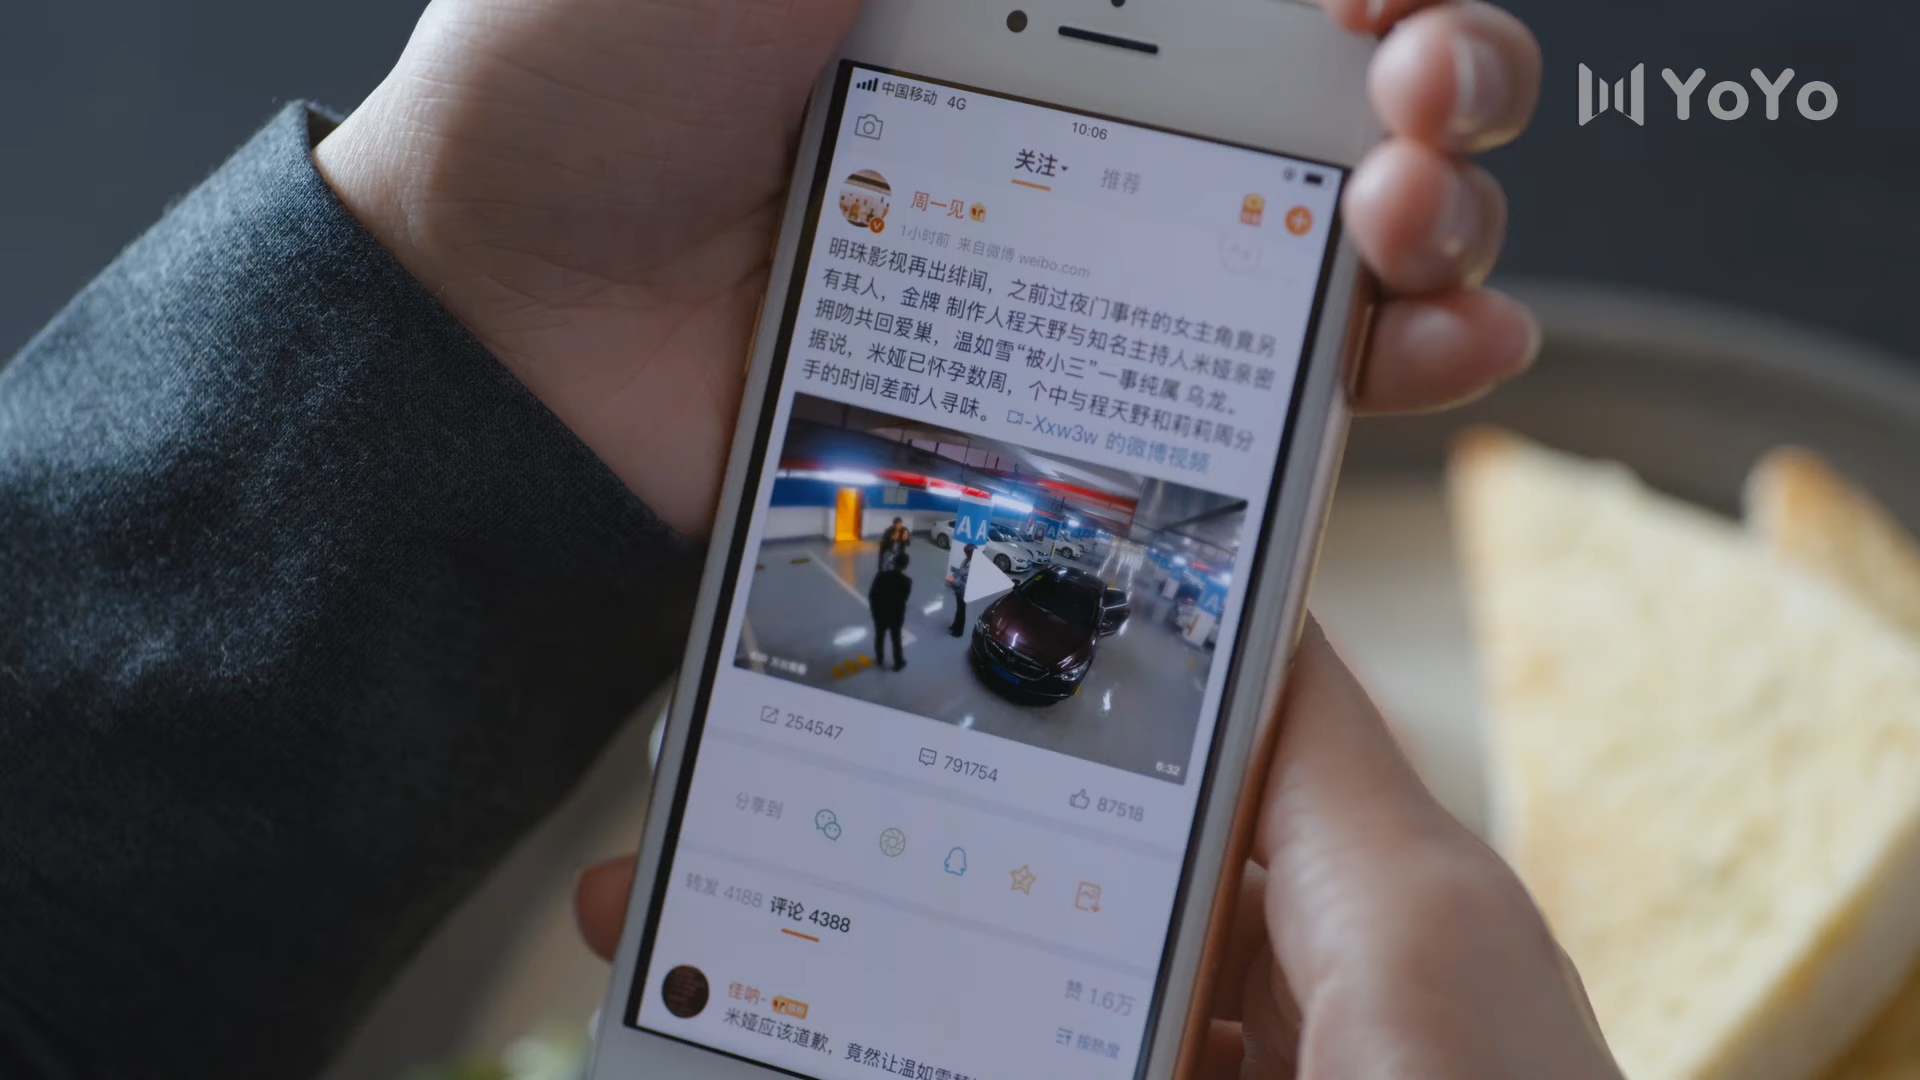 YoYo
中国移动 4G
10:06
关注
推荐
周一见
1小时前 来自微博 weibo.com
明珠影视再出绯闻，之前过夜门事件的女主角竟另
有其人，金牌 制作人程天野与知名主持人米娅亲密
拥吻共回爱巢，温如雪“被小三”一事纯属 乌龙。
据说，米娅已怀孕数周，个中与程天野和莉莉周分
手的时间差耐人寻味。 -Xxw3w 的微博视频
AA
6:32
254547
791754
87518
分享到
转发 4188 评论 4388
赞 1.6万
佳呐-
按热度
米娅应该道歉，竟然让温如雪